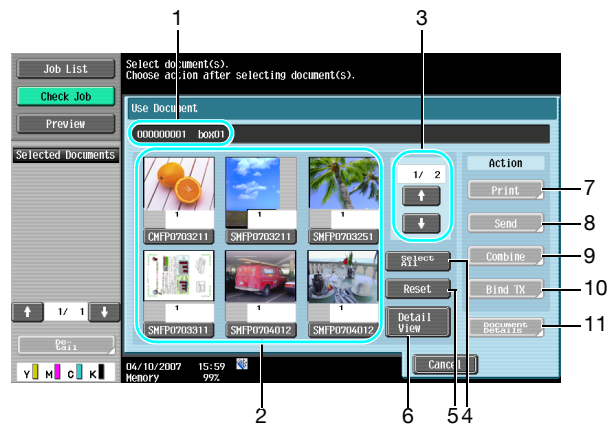 1
3
Job List
Check Job
Preview
Selected Documents
1/ 1
De-
tail
Y M C K
Select document(s).
Choose action after selecting document(s).
Use Document
000000001 box01
1
CMFP0703211
1
SMFP0703211
1
SMFP0703251
1
SMFP0703311
1
SMFP0704012
1
SMFP0704012
1/ 2
Select
All
Reset
Detail
View
Action
Print
Send
Combine
Bind TX
Document
Details
04/10/2007 15:59
Memory 99%
Cancel
7
8
9
10
11
2
6
5
4